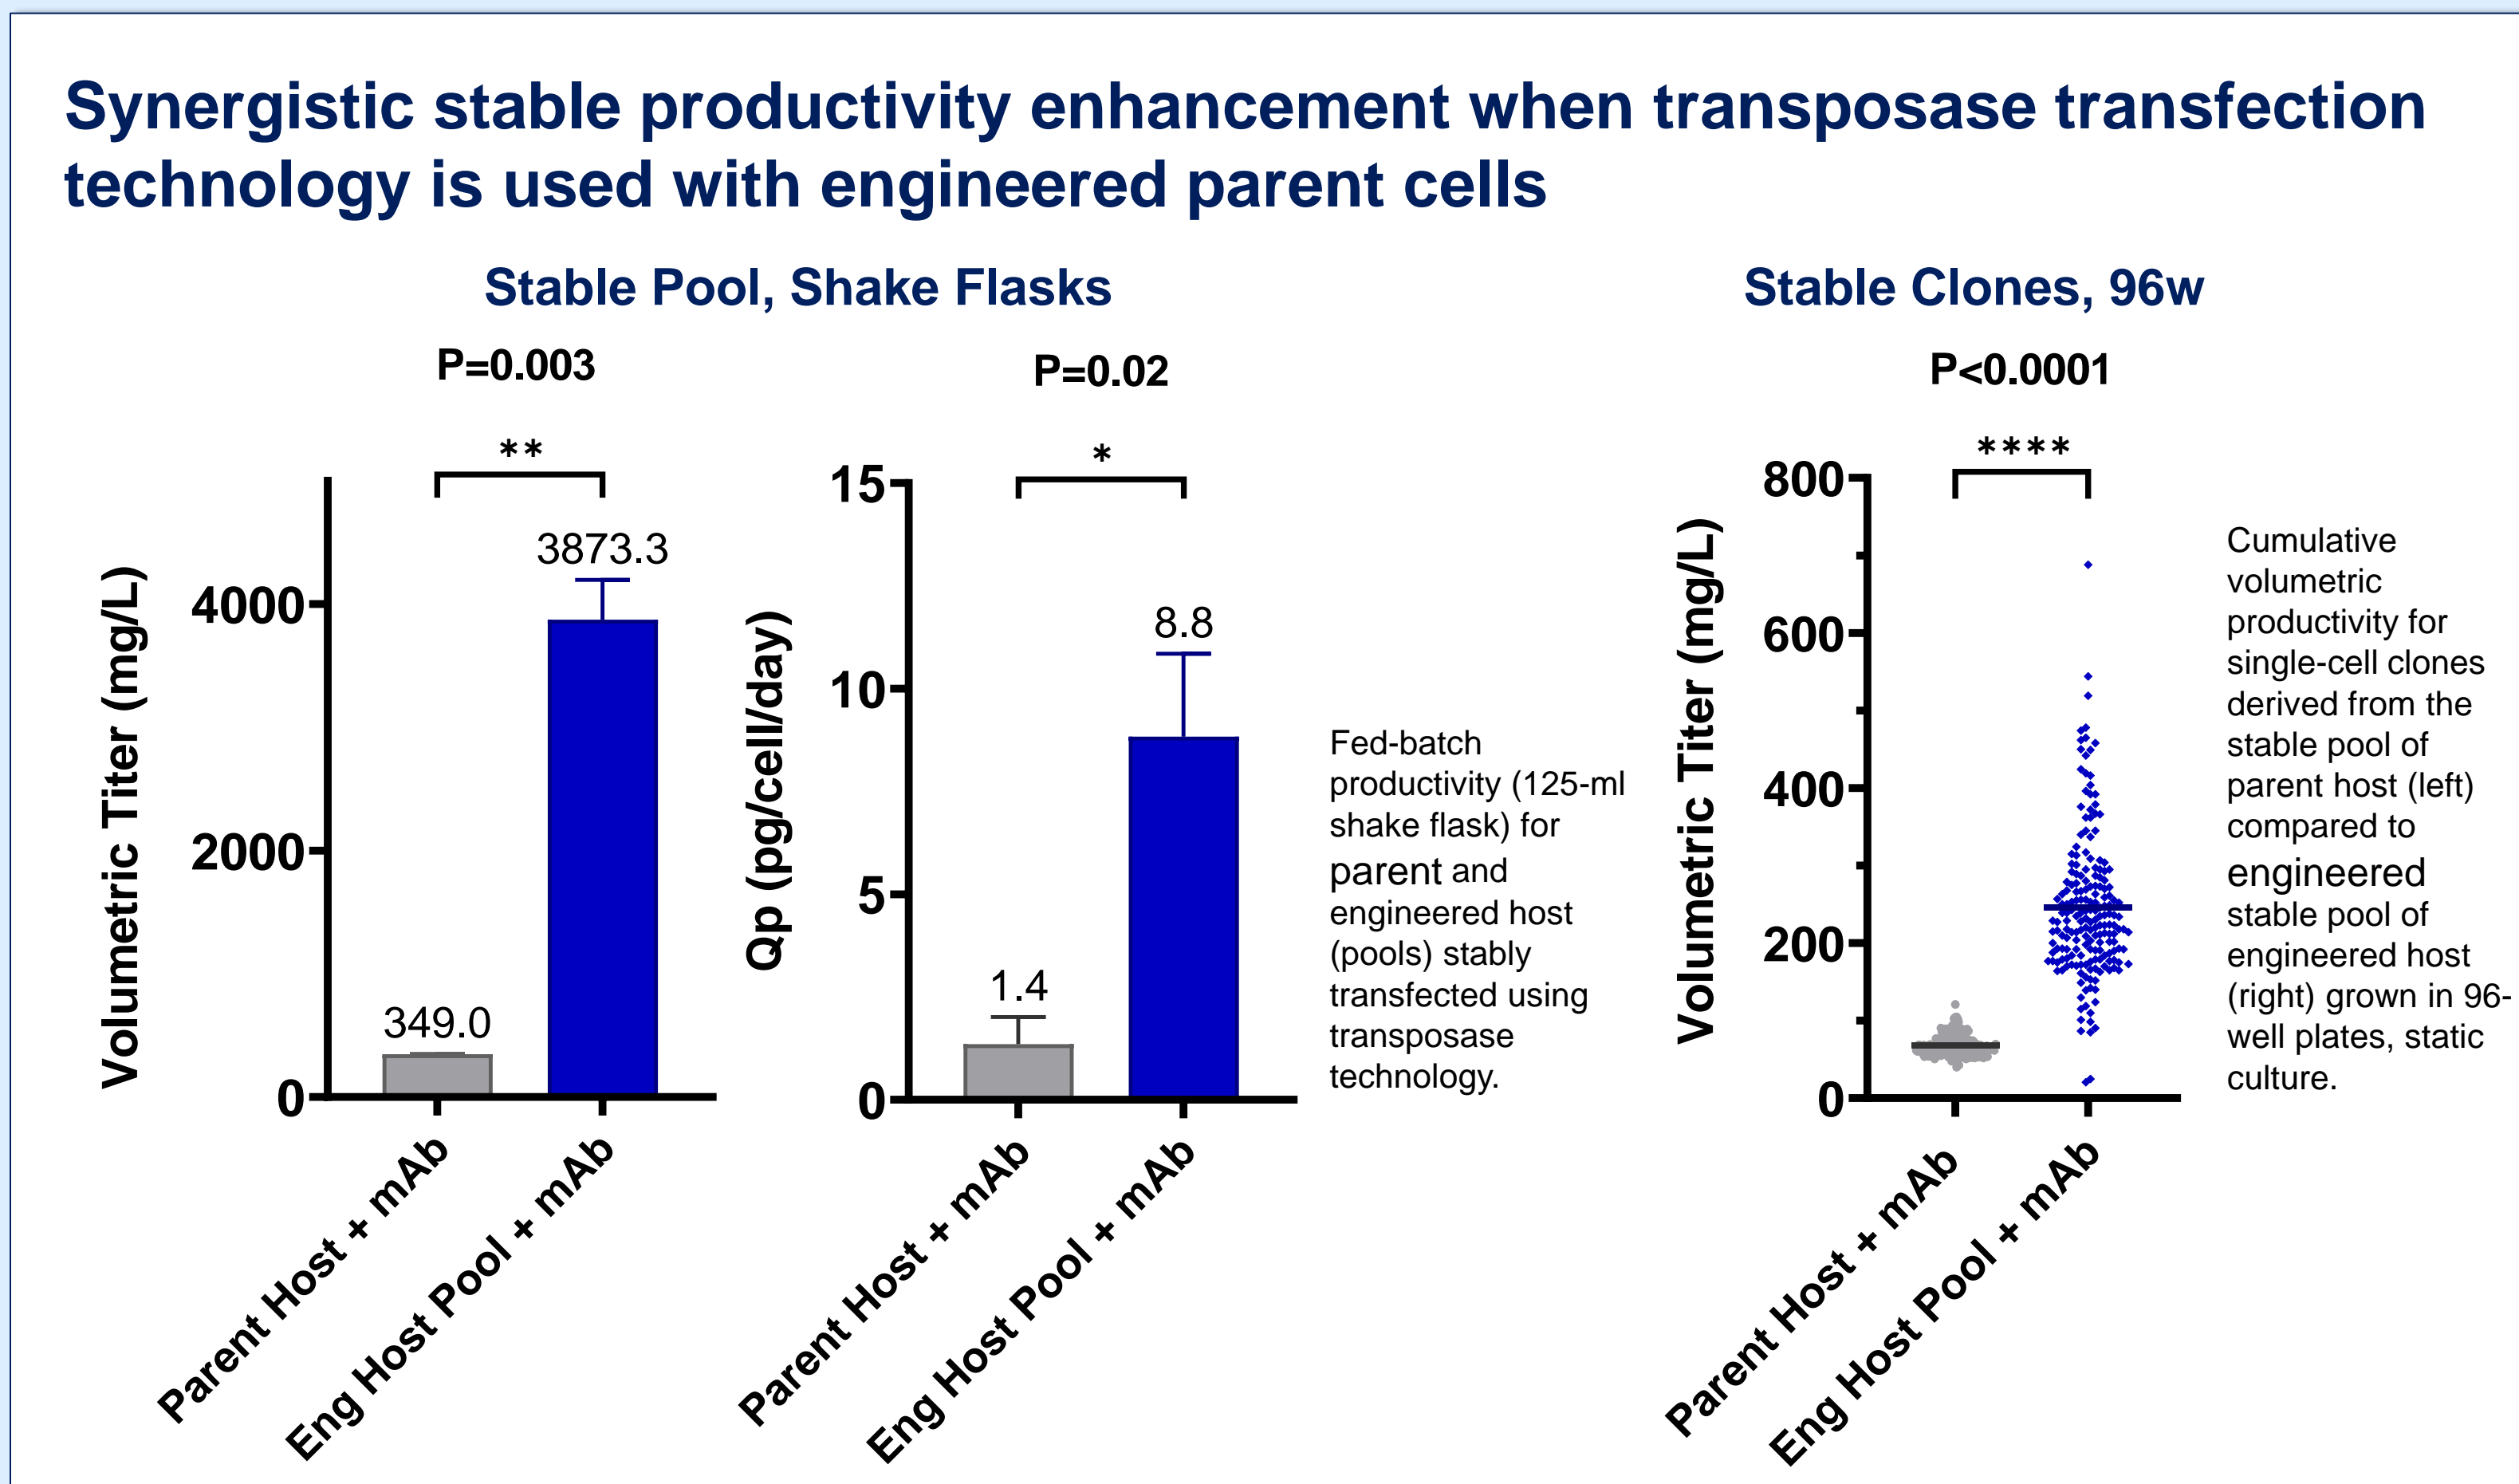 Synergistic stable productivity enhancement when transposase transfection
technology is used with engineered parent cells
Stable Pool, Shake Flasks
P=0.003
**
Volumetric Titer (mg/L)
4000
2000
0
3873.3
349.0
Parent Host + mAb
Eng Host Pool + mAb
P=0.02
*
Qp (pg/cell/day)
15
10
5
0
8.8
1.4
Parent Host + mAb
Eng Host Pool + mAb
Fed-batch
productivity (125-ml
shake flask) for
parent and
engineered host
(pools) stably
transfected using
transposase
technology.
Stable Clones, 96w
P<0.0001
****
Volumetric Titer (mg/L)
800
600
400
200
0
Parent Host + mAb
Eng Host Pool + mAb
Cumulative
volumetric
productivity for
single-cell clones
derived from the
stable pool of
parent host (left)
compared to
engineered
stable pool of
engineered host
(right) grown in 96-
well plates, static
culture.